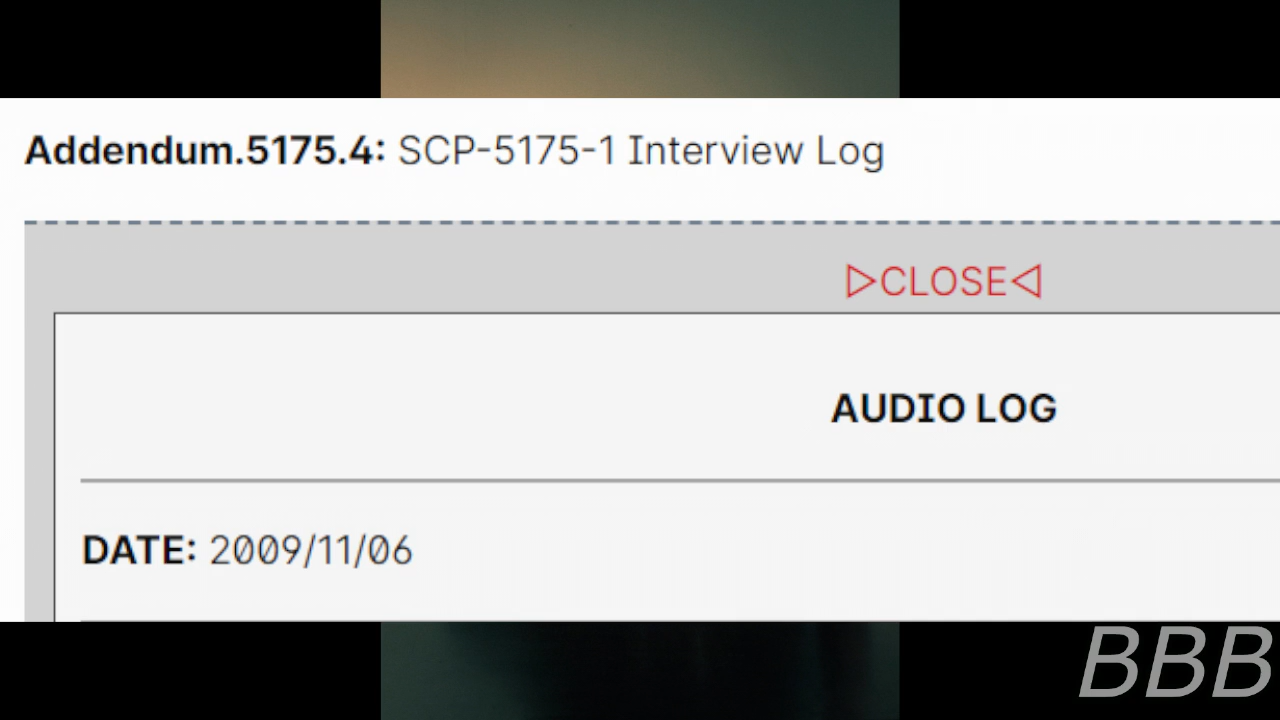 Addendum.5175.4: SCP-5175-1 Interview Log
▷CLOSE◁
AUDIO LOG
DATE: 2009/11/06
BBB